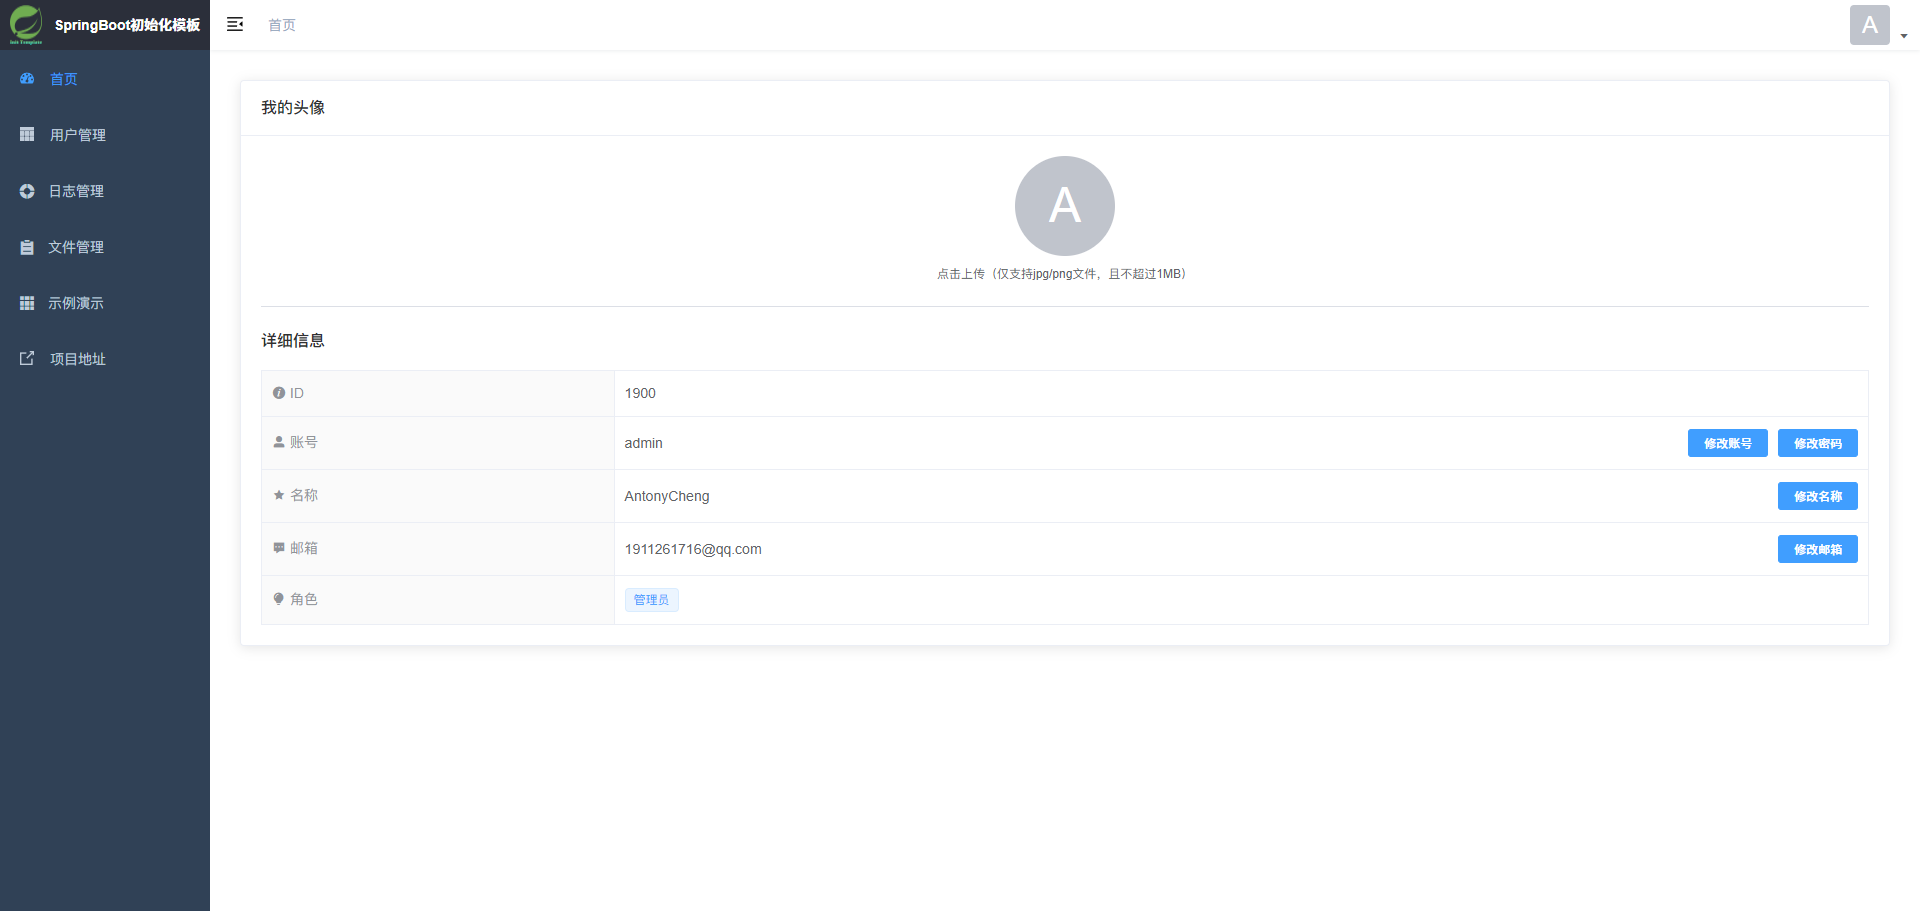 Init Template
SpringBoot初始化模板
首页
用户管理
日志管理
文件管理
示例演示
项目地址
首页
A
我的头像
A
点击上传（仅支持jpg/png文件，且不超过1MB）
详细信息
ID 1900
账号 admin 修改账号 修改密码
名称 AntonyCheng 修改名称
邮箱 1911261716@qq.com 修改邮箱
角色 管理员